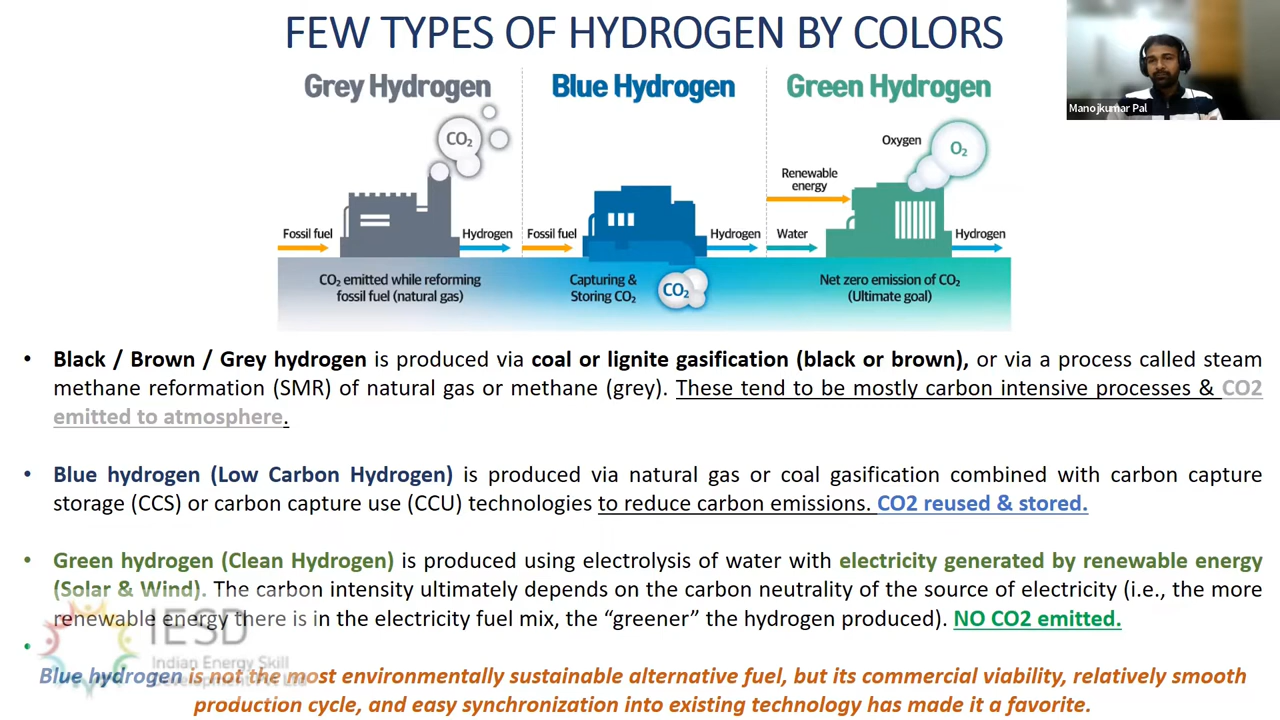 FEW TYPES OF HYDROGEN BY COLORS
Manojkumar Pal
Grey Hydrogen
Blue Hydrogen
Green Hydrogen
CO₂
Oxygen
O₂
Renewable
energy
Fossil fuel
Hydrogen
Fossil fuel
Hydrogen
Water
Hydrogen
CO₂ emitted while reforming
fossil fuel (natural gas)
Capturing &
Storing CO₂
CO₂
Net zero emission of CO₂
(Ultimate goal)
• Black / Brown / Grey hydrogen is produced via coal or lignite gasification (black or brown), or via a process called steam
methane reformation (SMR) of natural gas or methane (grey). These tend to be mostly carbon intensive processes & CO2
emitted to atmosphere.
• Blue hydrogen (Low Carbon Hydrogen) is produced via natural gas or coal gasification combined with carbon capture
storage (CCS) or carbon capture use (CCU) technologies to reduce carbon emissions. CO2 reused & stored.
• Green hydrogen (Clean Hydrogen) is produced using electrolysis of water with electricity generated by renewable energy
(Solar & Wind). The carbon intensity ultimately depends on the carbon neutrality of the source of electricity (i.e., the more
renewable energy there is in the electricity fuel mix, the “greener” the hydrogen produced). NO CO2 emitted.
•
IESD
Indian Energy Skill
Development Pvt Ltd
Blue hydrogen is not the most environmentally sustainable alternative fuel, but its commercial viability, relatively smooth
production cycle, and easy synchronization into existing technology has made it a favorite.